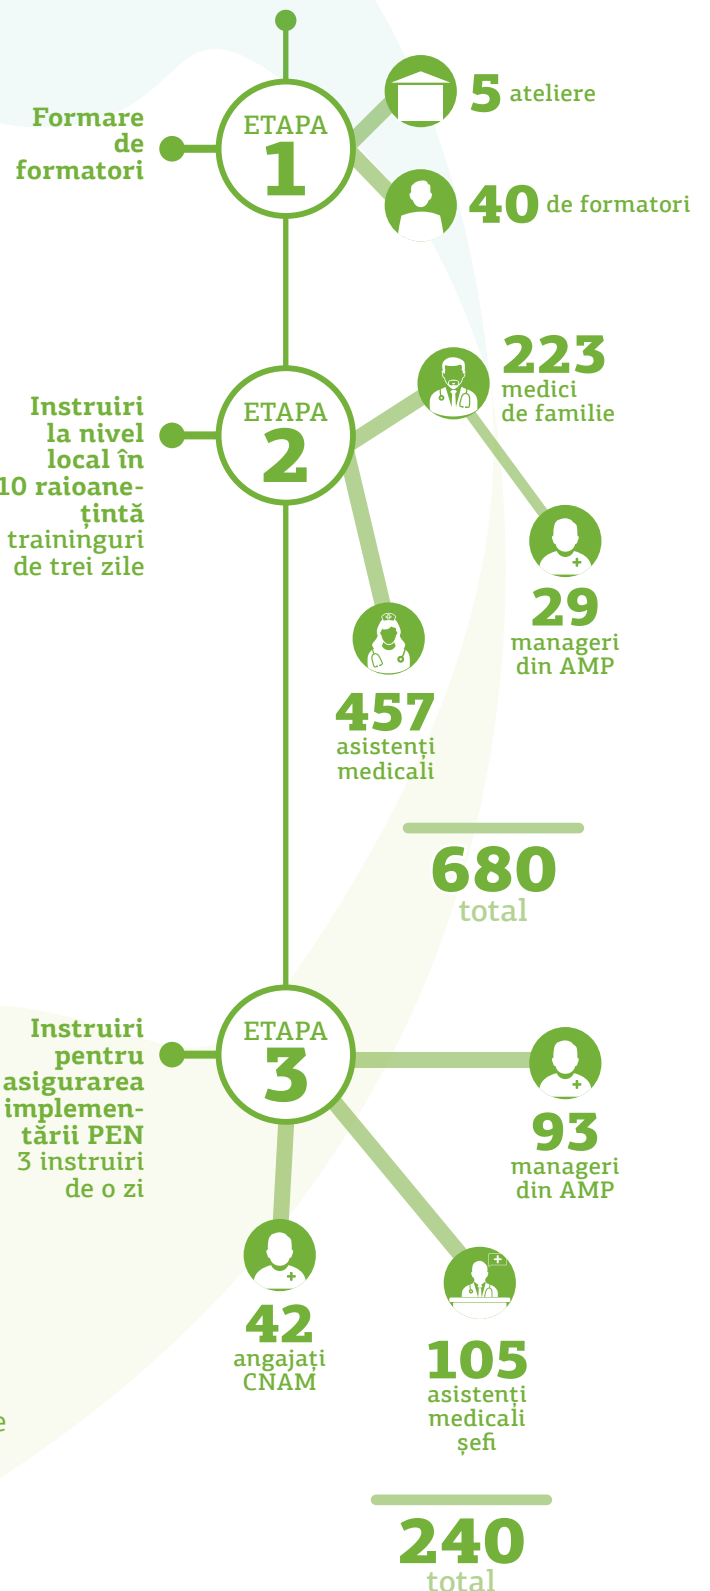 Formare
de
formatori
ETAPA
1
5 ateliere
40 de formatori
Instruiri
la nivel
local în
10 raioane-
țintă
traininguri
de trei zile
ETAPA
2
223
medici
de familie
29
manageri
din AMP
457
asistenți
medicali
680
total
Instruiri
pentru
asigurarea
implemen-
tării PEN
3 instruiri
de o zi
ETAPA
3
93
manageri
din AMP
42
angajați
CNAM
105
asistenți
medicali
șefi
e
240
total